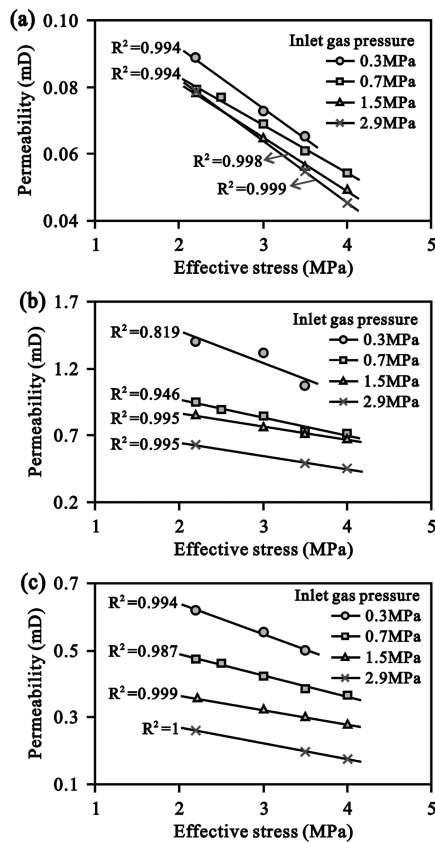 (a)
Permeability (mD)
0.10
0.08
0.06
0.04
R²=0.994
R²=0.994
R²=0.998
R²=0.999
Inlet gas pressure
0.3MPa
0.7MPa
1.5MPa
2.9MPa
1 2 3 4 5
Effective stress (MPa)
(b)
Permeability (mD)
1.7
1.2
0.7
0.2
R²=0.819
R²=0.946
R²=0.995
R²=0.995
Inlet gas pressure
0.3MPa
0.7MPa
1.5MPa
2.9MPa
1 2 3 4 5
Effective stress (MPa)
(c)
Permeability (mD)
0.7
0.5
0.3
0.1
R²=0.994
R²=0.987
R²=0.999
R²=1
Inlet gas pressure
0.3MPa
0.7MPa
1.5MPa
2.9MPa
1 2 3 4 5
Effective stress (MPa)